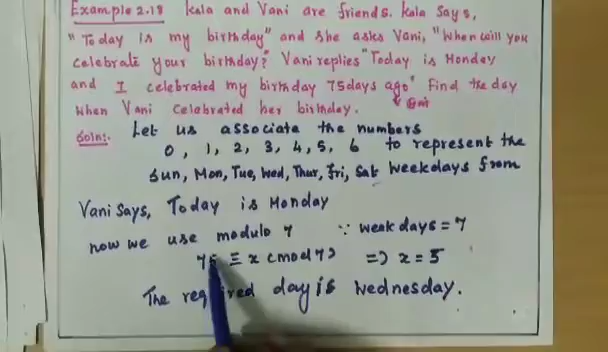 Example 2.18 Kala and Vani are friends. Kala Says,
"Today is my birthday" and she asks Vani, "When will you
celebrate your birthday?" Vani replies "Today is Monday
and I celebrated my birthday 75days ago" Find the day
when Vani celebrated her birthday.
Soln:- Let us associate the numbers
0, 1, 2, 3, 4, 5, 6 to represent the
Sun, Mon, Tue, Wed, Thur, Fri, Sat weekdays from
Vani Says, Today is Monday
now we use modulo 7 ∵ week days = 7
75 ≡ x (mod 7) => x = 5
The required day is Wednesday.